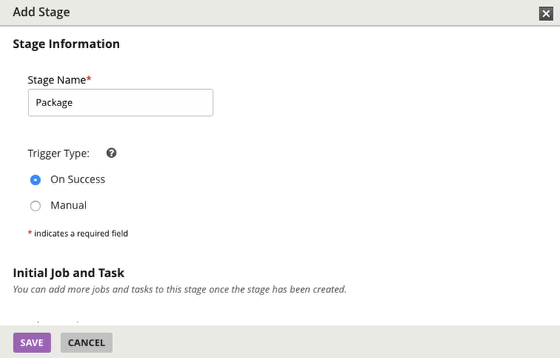 Add Stage
Stage Information
Stage Name*
Package
Trigger Type:
On Success
Manual
* indicates a required field
Initial Job and Task
You can add more jobs and tasks to this stage once the stage has been created.
SAVE CANCEL